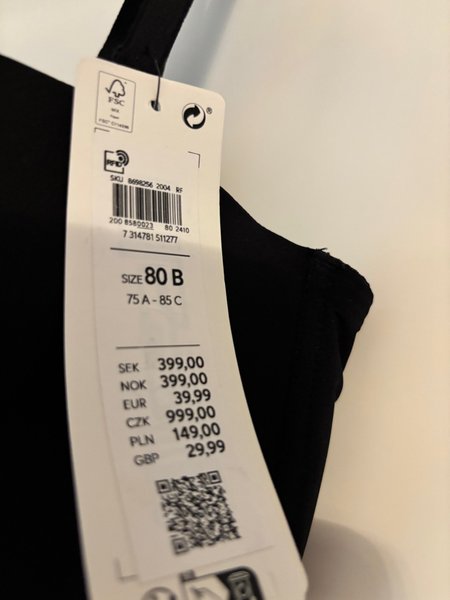 FSC
®
RFID
SKU 8698256 2004 RF
200 8580023 80 2410
7 314781 511277
SIZE 80 B
75 A - 85 C
SEK 399,00
NOK 399,00
EUR 39,99
CZK 999,00
PLN 149,00
GBP 29,99